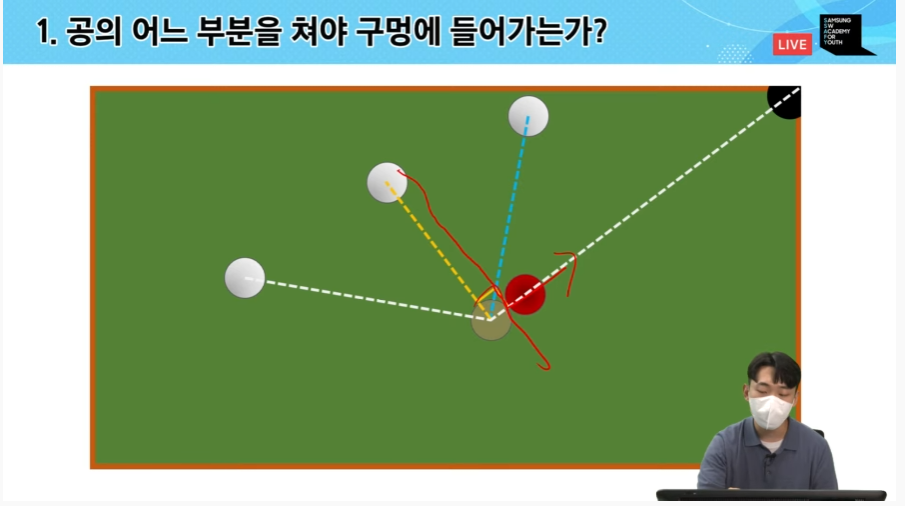 1. 공의 어느 부분을 쳐야 구멍에 들어가는가?
LIVE
SAMSUNG
SW
ACADEMY
FOR
YOUTH